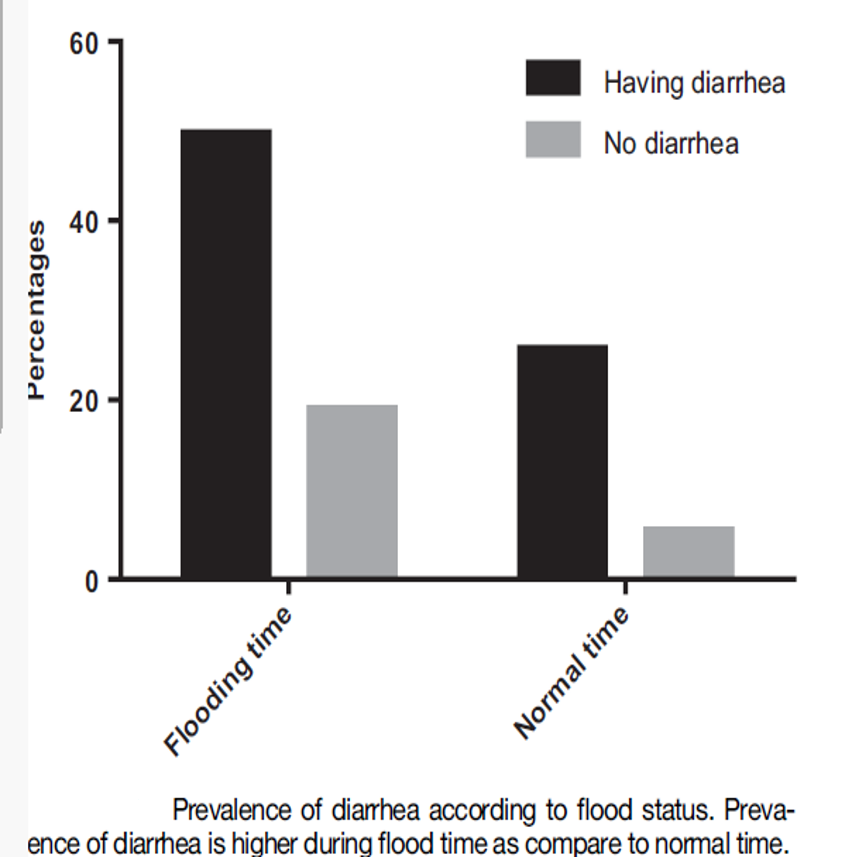 60
Having diarrhea
No diarrhea
40
Percentages
20
0
Flooding time
Normal time
Prevalence of diarrhea according to flood status. Preva-
ence of diarrhea is higher during flood time as compare to normal time.